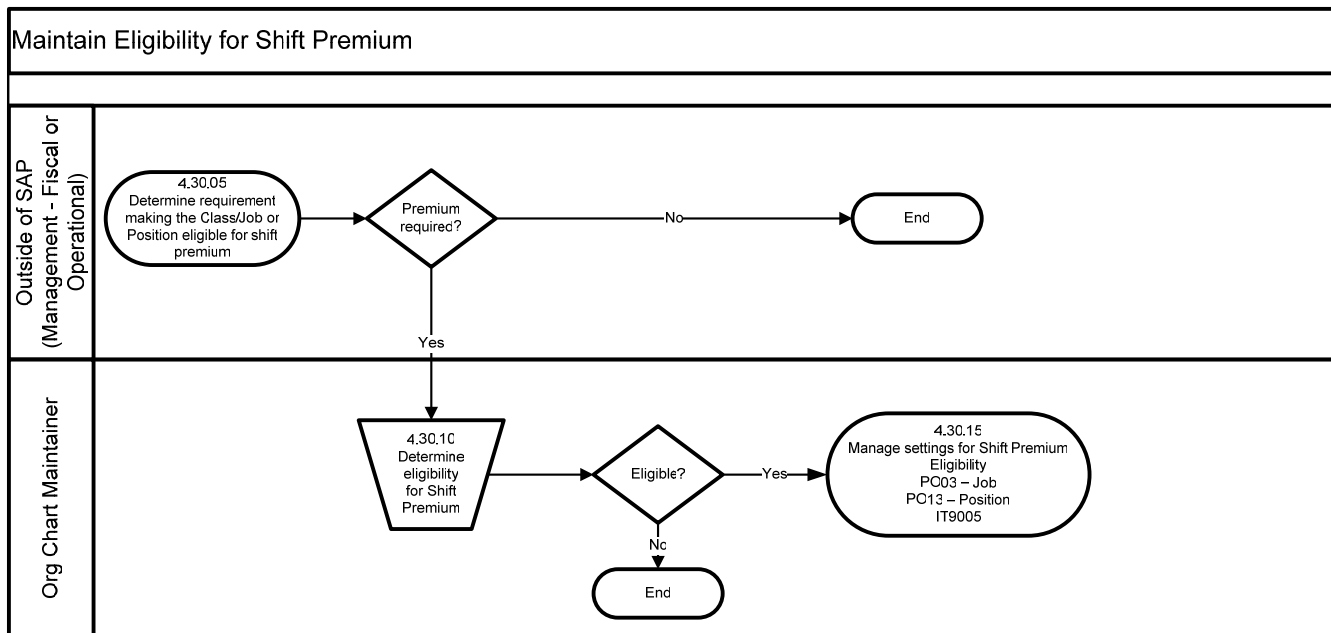 Maintain Eligibility for Shift Premium
Outside of SAP
(Management - Fiscal or
Operational)
4.30.05
Determine requirement
making the Class/Job or
Position eligible for shift
premium
Premium
required?
No
End
Yes
Org Chart Maintainer
4.30.10
Determine
eligibility
for Shift
Premium
Eligible?
Yes
4.30.15
Manage settings for Shift Premium
Eligibility
PO03 – Job
PO13 – Position
IT9005
No
End